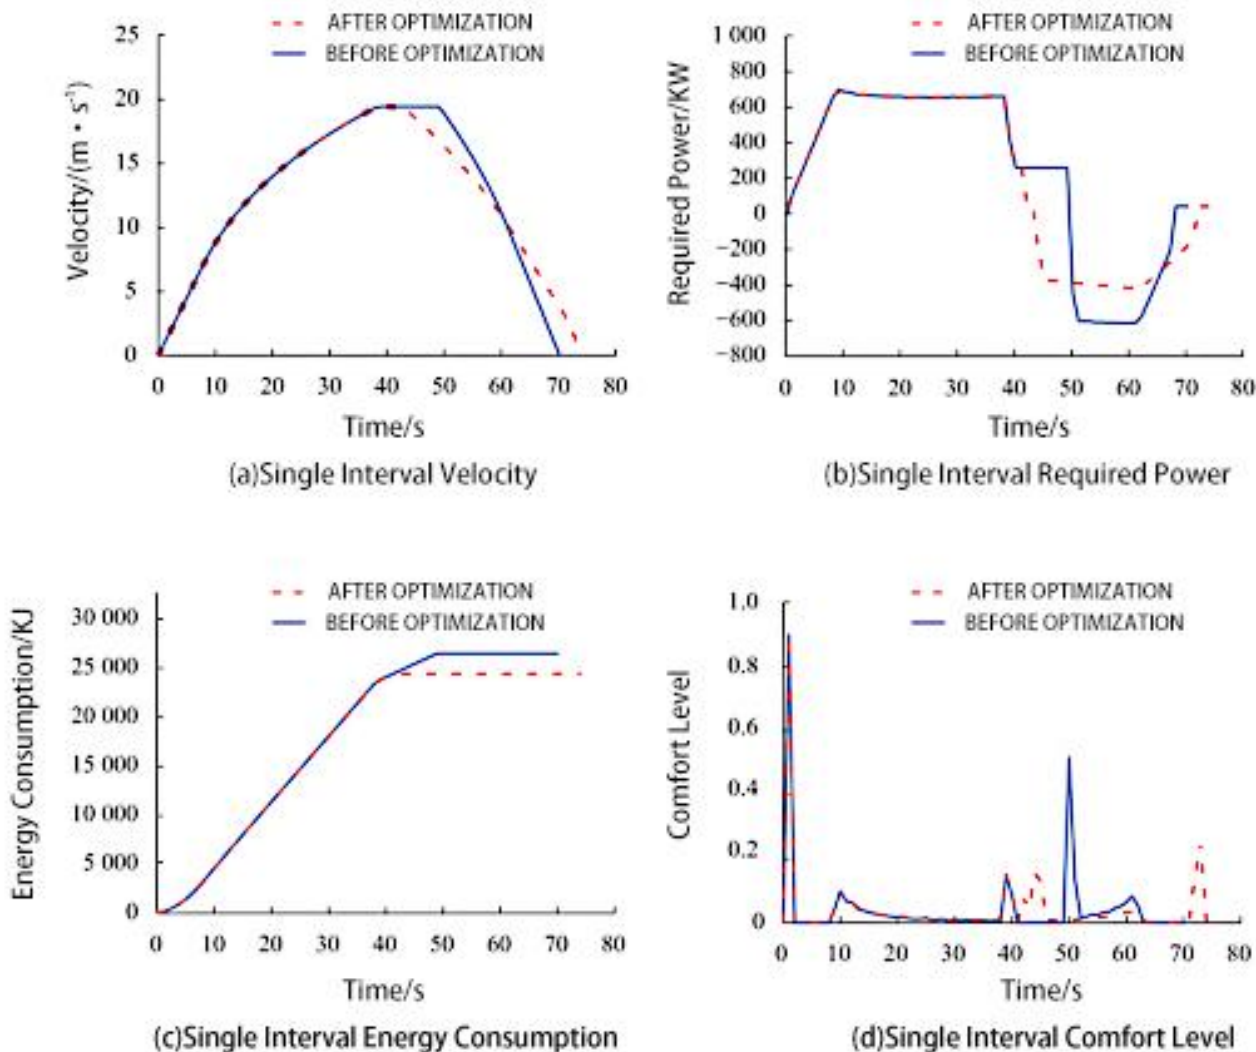 AFTER OPTIMIZATION
BEFORE OPTIMIZATION
Velocity/(m • s⁻¹)
25
20
15
10
5
0
0 10 20 30 40 50 60 70 80
Time/s
(a)Single Interval Velocity
AFTER OPTIMIZATION
BEFORE OPTIMIZATION
Required Power/KW
1 000
800
600
400
200
0
−200
−400
−600
−800
0 10 20 30 40 50 60 70 80
Time/s
(b)Single Interval Required Power
AFTER OPTIMIZATION
BEFORE OPTIMIZATION
Energy Consumption/KJ
30 000
25 000
20 000
15 000
10 000
5 000
0
0 10 20 30 40 50 60 70 80
Time/s
(c)Single Interval Energy Consumption
AFTER OPTIMIZATION
BEFORE OPTIMIZATION
Comfort Level
1.0
0.8
0.6
0.4
0.2
0
0 10 20 30 40 50 60 70 80
Time/s
(d)Single Interval Comfort Level